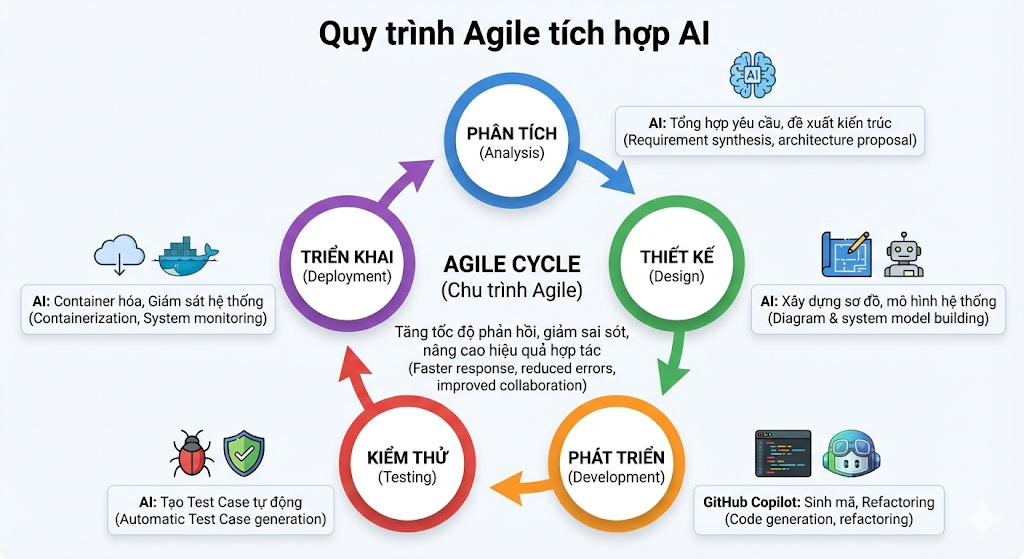 Quy trình Agile tích hợp AI
AI
PHÂN TÍCH
(Analysis)
AI: Tổng hợp yêu cầu, đề xuất kiến trúc
(Requirement synthesis, architecture proposal)
TRIỂN KHAI
(Deployment)
AGILE CYCLE
(Chu trình Agile)
THIẾT KẾ
(Design)
AI: Container hóa, Giám sát hệ thống
(Containerization, System monitoring)
AI: Xây dựng sơ đồ, mô hình hệ thống
(Diagram & system model building)
Tăng tốc độ phản hồi, giảm sai sót,
nâng cao hiệu quả hợp tác
(Faster response, reduced errors,
improved collaboration)
KIỂM THỬ
(Testing)
PHÁT TRIỂN
(Development)
AI: Tạo Test Case tự động
(Automatic Test Case generation)
GitHub Copilot: Sinh mã, Refactoring
(Code generation, refactoring)